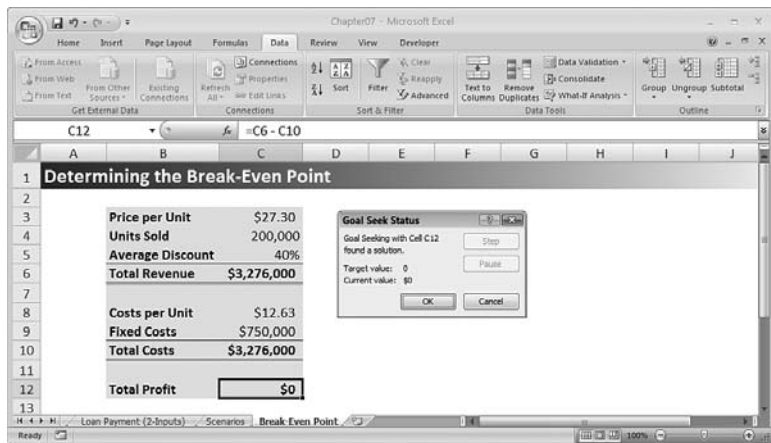 Chapter07 - Microsoft Excel
Home Insert Page Layout Formulas Data Review View Developer
From Access
From Web
From Text
From Other Sources
Existing Connections
Get External Data
Refresh All
Connections
Properties
Edit Links
Connections
Sort
Filter
Clear
Reapply
Advanced
Sort & Filter
Text to Columns
Remove Duplicates
Data Validation
Consolidate
What-If Analysis
Data Tools
Group
Ungroup
Subtotal
Outline
C12 fx =C6 - C10
A B C D E F G H I J
1 Determining the Break-Even Point
2
3 Price per Unit $27.30
4 Units Sold 200,000
5 Average Discount 40%
6 Total Revenue $3,276,000
7
8 Costs per Unit $12.63
9 Fixed Costs $750,000
10 Total Costs $3,276,000
11
12 Total Profit $0
13
Goal Seek Status
Goal Seeking with Cell C12
found a solution.
Target value: 0
Current value: $0
Step
Pause
OK
Cancel
Loan Payment (2-Inputs) Scenarios Break Even Point
Ready 100%